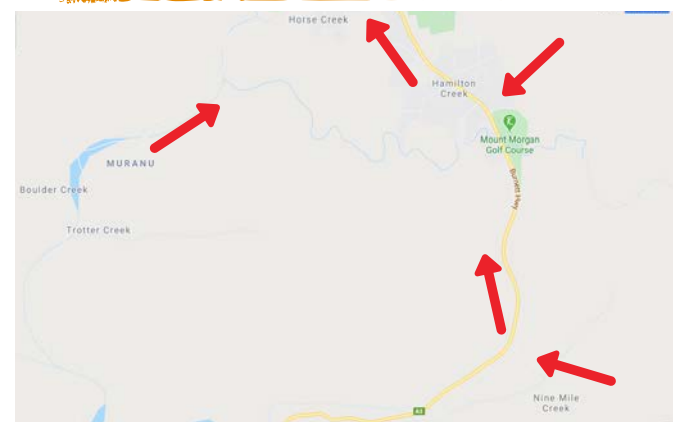 Horse Creek
Hamilton
Creek
Mount Morgan
Golf Course
MURANU
Burnett Hwy
Boulder Creek
Trotter Creek
Nine Mile
Creek
A3